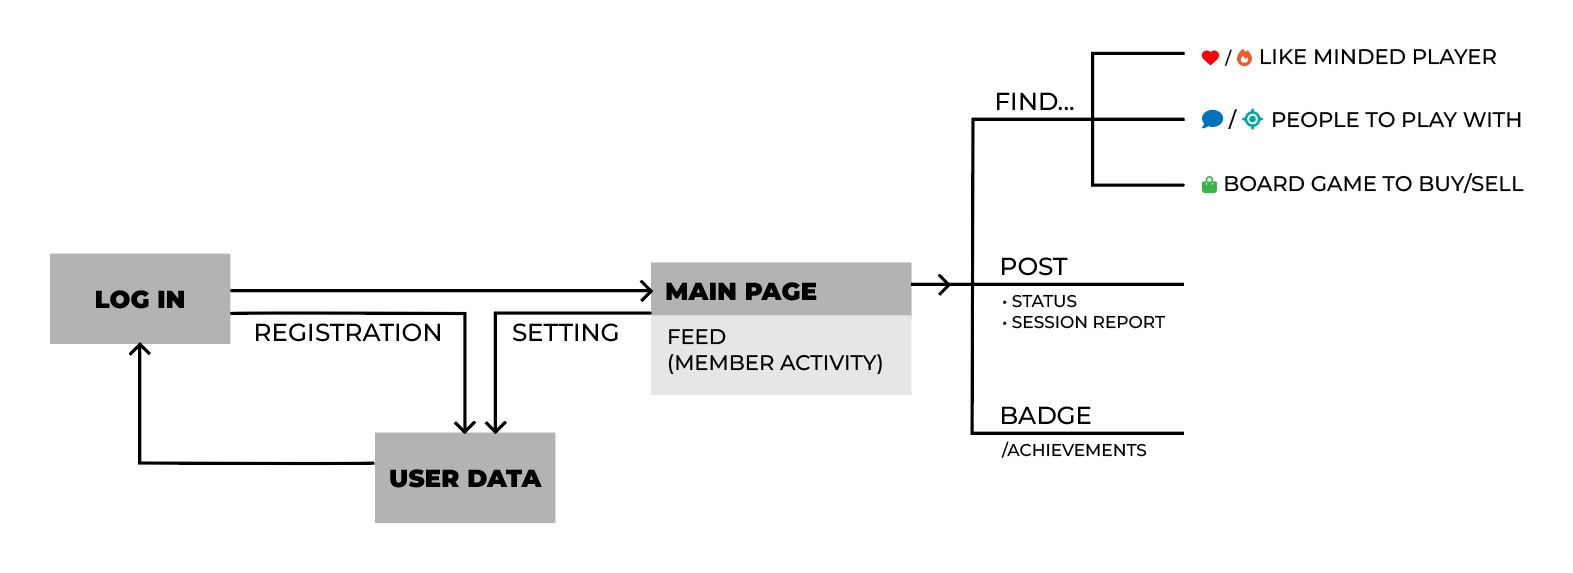 FIND...
/ LIKE MINDED PLAYER
/ PEOPLE TO PLAY WITH
BOARD GAME TO BUY/SELL
LOG IN
REGISTRATION
SETTING
USER DATA
MAIN PAGE
FEED
(MEMBER ACTIVITY)
POST
• STATUS
• SESSION REPORT
BADGE
/ACHIEVEMENTS